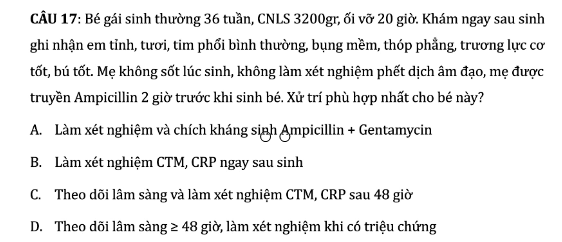 CÂU 17: Bé gái sinh thường 36 tuần, CNLS 3200gr, ối vỡ 20 giờ. Khám ngay sau sinh
ghi nhận em tỉnh, tươi, tim phổi bình thường, bụng mềm, thóp phẳng, trương lực cơ
tốt, bú tốt. Mẹ không sốt lúc sinh, không làm xét nghiệm phết dịch âm đạo, mẹ được
truyền Ampicillin 2 giờ trước khi sinh bé. Xử trí phù hợp nhất cho bé này?
A. Làm xét nghiệm và chích kháng sinh Ampicillin + Gentamycin
B. Làm xét nghiệm CTM, CRP ngay sau sinh
C. Theo dõi lâm sàng và làm xét nghiệm CTM, CRP sau 48 giờ
D. Theo dõi lâm sàng ≥ 48 giờ, làm xét nghiệm khi có triệu chứng